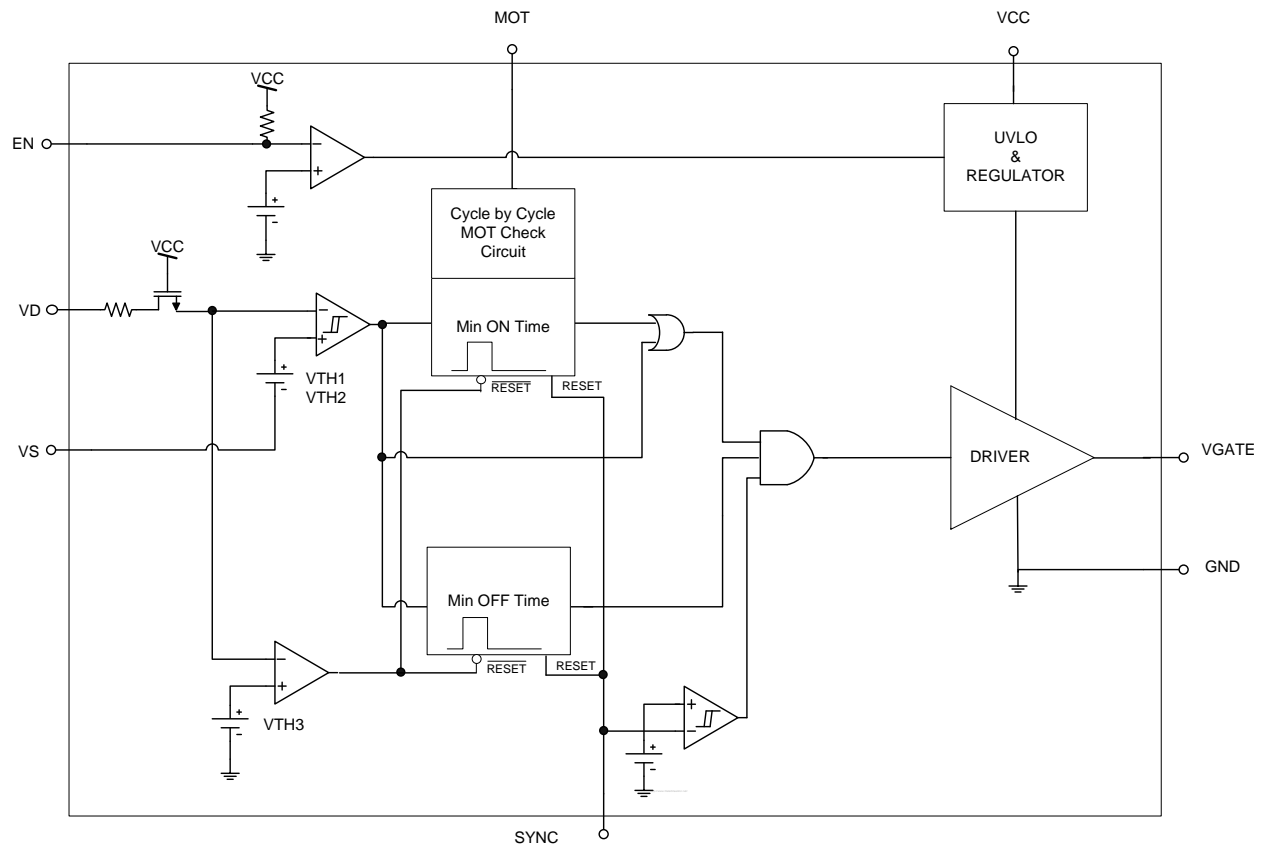 MOT
VCC
VCC
EN
−
+
+
-
UVLO
&
REGULATOR
Cycle by Cycle
MOT Check
Circuit
VCC
VD
−
+
+
-
VTH1
VTH2
Min ON Time
RESET
RESET
VS
DRIVER
VGATE
GND
Min OFF Time
RESET
RESET
−
+
+
-
VTH3
+
−
+
-
SYNC